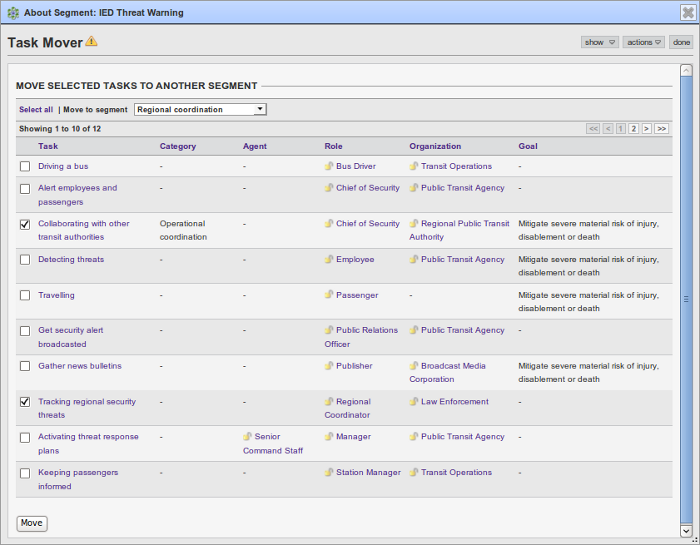 About Segment: IED Threat Warning
Task Mover
show actions done
MOVE SELECTED TASKS TO ANOTHER SEGMENT
Select all | Move to segment Regional coordination
Showing 1 to 10 of 12 << < 1 2 > >>
Task Category Agent Role Organization Goal
Driving a bus - - Bus Driver Transit Operations -
Alert employees and - - Chief of Security Public Transit Agency -
passengers
Collaborating with other Operational - Chief of Security Regional Public Transit Mitigate severe material risk of injury,
transit authorities coordination Authority disablement or death
Detecting threats - - Employee Public Transit Agency Mitigate severe material risk of injury,
disablement or death
Travelling - - Passenger - Mitigate severe material risk of injury,
disablement or death
Get security alert - - Public Relations Public Transit Agency -
broadcasted Officer
Gather news bulletins - - Publisher Broadcast Media Mitigate severe material risk of injury,
Corporation disablement or death
Tracking regional security - - Regional Law Enforcement -
threats Coordinator
Activating threat response - Senior Manager Public Transit Agency -
plans Command Staff
Keeping passengers - - Station Manager Transit Operations -
informed
Move